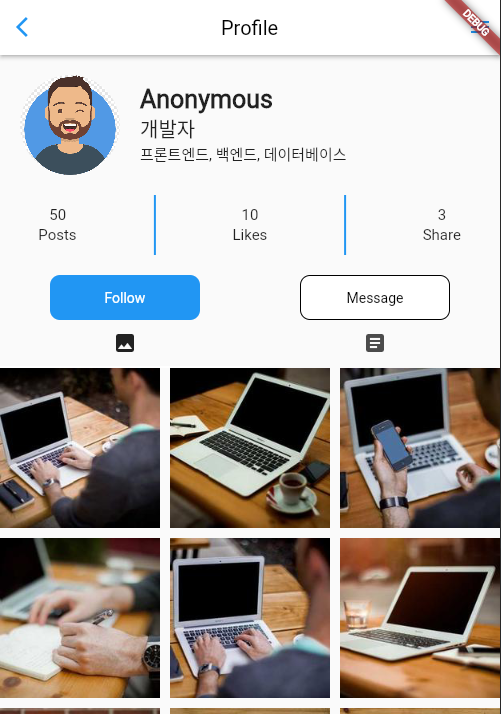 Profile
DEBUG
Anonymous
개발자
프론트엔드, 백엔드, 데이터베이스
50
Posts
10
Likes
3
Share
Follow
Message